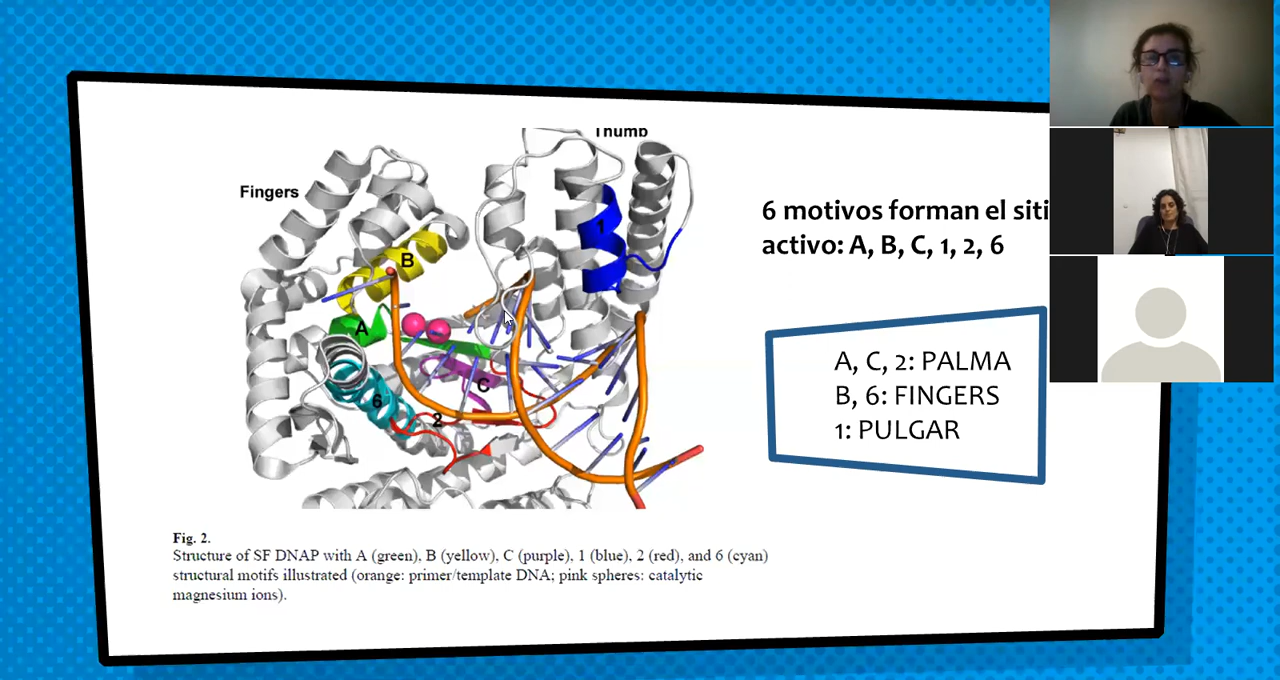 Thumb
Fingers
B
1
A
C
6
2
6 motivos forman el siti
activo: A, B, C, 1, 2, 6
A, C, 2: PALMA
B, 6: FINGERS
1: PULGAR
Fig. 2.
Structure of SF DNAP with A (green), B (yellow), C (purple), 1 (blue), 2 (red), and 6 (cyan)
structural motifs illustrated (orange: primer/template DNA; pink spheres: catalytic
magnesium ions).